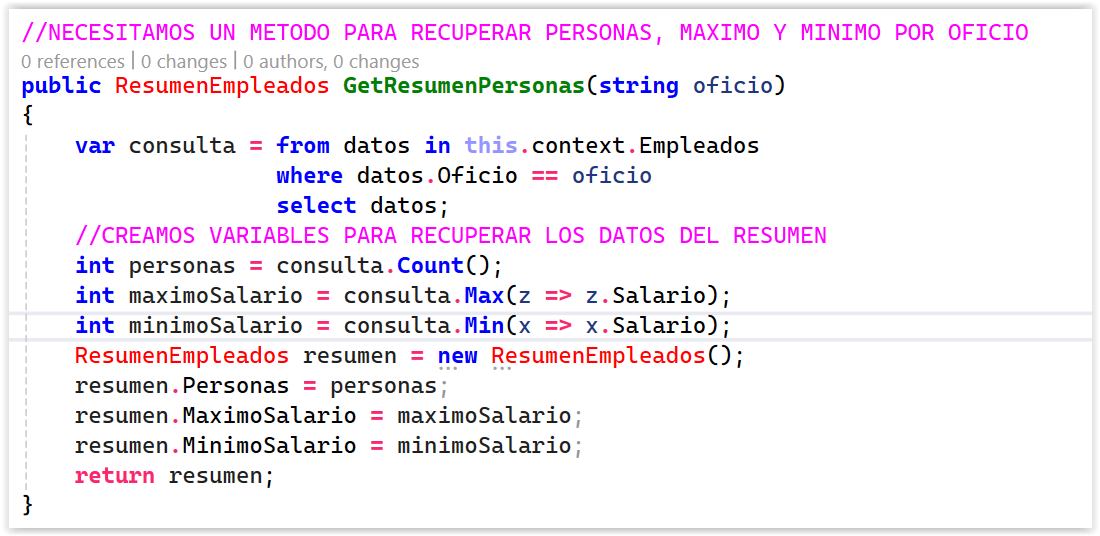 //NECESITAMOS UN METODO PARA RECUPERAR PERSONAS, MAXIMO Y MINIMO POR OFICIO
0 references | 0 changes | 0 authors, 0 changes
public ResumenEmpleados GetResumenPersonas(string oficio)
{
    var consulta = from datos in this.context.Empleados
                   where datos.Oficio == oficio
                   select datos;
    //CREAMOS VARIABLES PARA RECUPERAR LOS DATOS DEL RESUMEN
    int personas = consulta.Count();
    int maximoSalario = consulta.Max(z => z.Salario);
    int minimoSalario = consulta.Min(x => x.Salario);
    ResumenEmpleados resumen = new ResumenEmpleados();
    resumen.Personas = personas;
    resumen.MaximoSalario = maximoSalario;
    resumen.MinimoSalario = minimoSalario;
    return resumen;
}